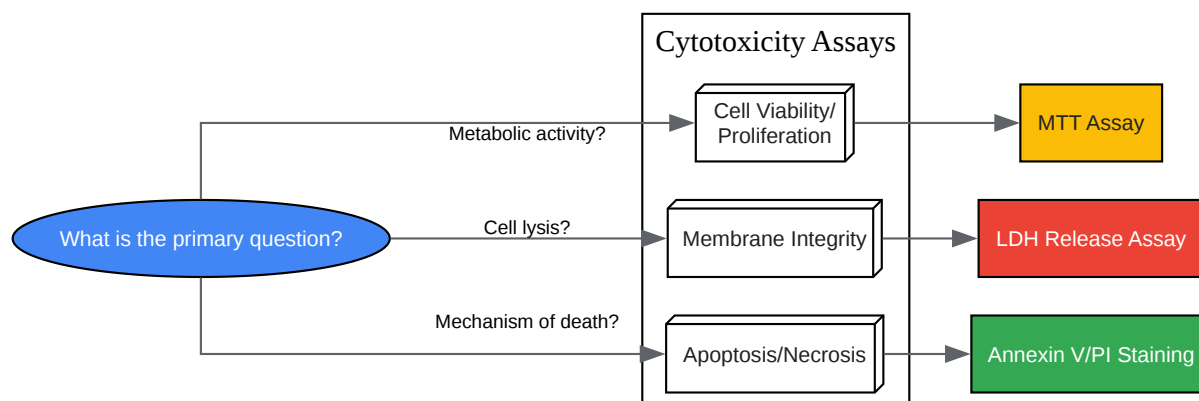 Cytotoxicity Assays
Metabolic activity?
Cell Viability/
Proliferation
MTT Assay
What is the primary question?
Cell lysis?
Membrane Integrity
LDH Release Assay
Mechanism of death?
Apoptosis/Necrosis
Annexin V/PI Staining